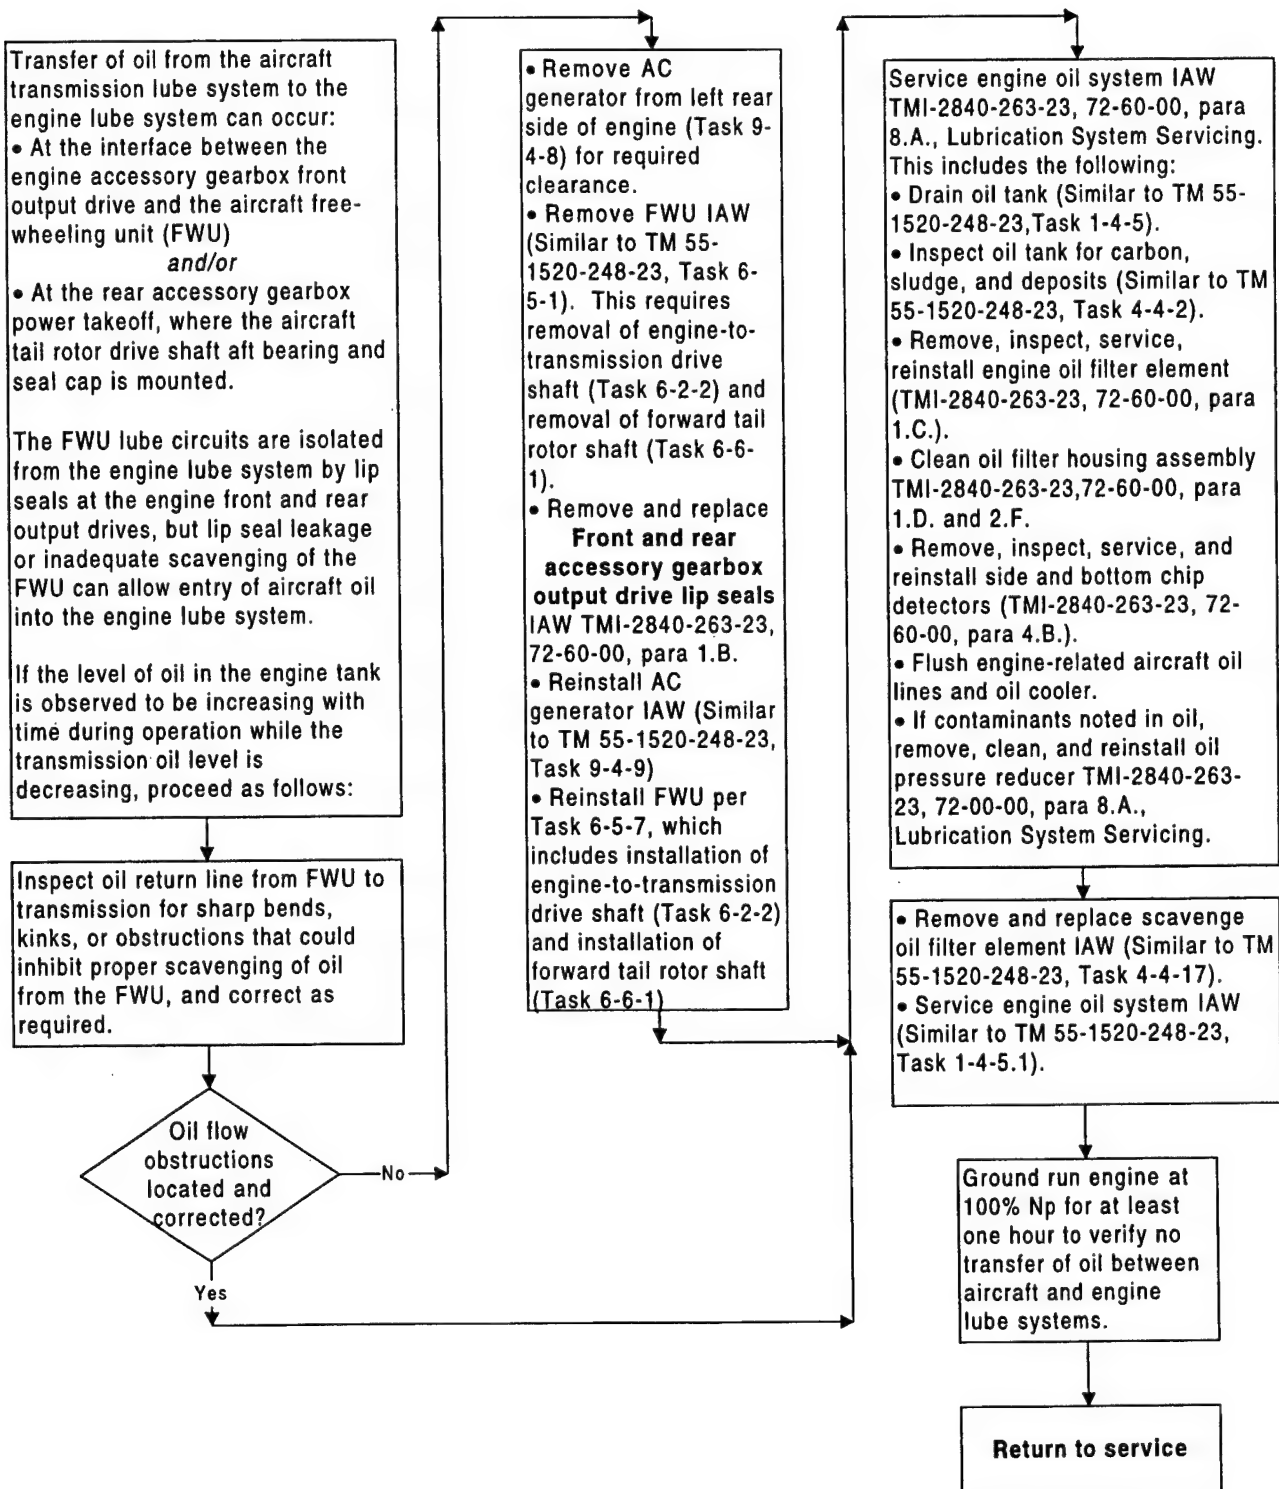 Transfer of oil from the aircraft
transmission lube system to the
engine lube system can occur:
• At the interface between the
engine accessory gearbox front
output drive and the aircraft free-
wheeling unit (FWU)
and/or
• At the rear accessory gearbox
power takeoff, where the aircraft
tail rotor drive shaft aft bearing and
seal cap is mounted.
The FWU lube circuits are isolated
from the engine lube system by lip
seals at the engine front and rear
output drives, but lip seal leakage
or inadequate scavenging of the
FWU can allow entry of aircraft oil
into the engine lube system.
If the level of oil in the engine tank
is observed to be increasing with
time during operation while the
transmission oil level is
decreasing, proceed as follows:
Inspect oil return line from FWU to
transmission for sharp bends,
kinks, or obstructions that could
inhibit proper scavenging of oil
from the FWU, and correct as
required.
Oil flow
obstructions
located and
corrected?
No
Yes
• Remove AC
generator from left rear
side of engine (Task 9-
4-8) for required
clearance.
• Remove FWU IAW
(Similar to TM 55-
1520-248-23, Task 6-
5-1). This requires
removal of engine-to-
transmission drive
shaft (Task 6-2-2) and
removal of forward tail
rotor shaft (Task 6-6-
1).
• Remove and replace
Front and rear
accessory gearbox
output drive lip seals
IAW TMI-2840-263-23,
72-60-00, para 1.B.
• Reinstall AC
generator IAW (Similar
to TM 55-1520-248-23,
Task 9-4-9)
• Reinstall FWU per
Task 6-5-7, which
includes installation of
engine-to-transmission
drive shaft (Task 6-2-2)
and installation of
forward tail rotor shaft
(Task 6-6-1)
Service engine oil system IAW
TMI-2840-263-23, 72-60-00, para
8.A., Lubrication System Servicing.
This includes the following:
• Drain oil tank (Similar to TM 55-
1520-248-23,Task 1-4-5).
• Inspect oil tank for carbon,
sludge, and deposits (Similar to TM
55-1520-248-23, Task 4-4-2).
• Remove, inspect, service,
reinstall engine oil filter element
(TMI-2840-263-23, 72-60-00, para
1.C.).
• Clean oil filter housing assembly
TMI-2840-263-23,72-60-00, para
1.D. and 2.F.
• Remove, inspect, service, and
reinstall side and bottom chip
detectors (TMI-2840-263-23, 72-
60-00, para 4.B.).
• Flush engine-related aircraft oil
lines and oil cooler.
• If contaminants noted in oil,
remove, clean, and reinstall oil
pressure reducer TMI-2840-263-
23, 72-00-00, para 8.A.,
Lubrication System Servicing.
• Remove and replace scavenge
oil filter element IAW (Similar to TM
55-1520-248-23, Task 4-4-17).
• Service engine oil system IAW
(Similar to TM 55-1520-248-23,
Task 1-4-5.1).
Ground run engine at
100% Np for at least
one hour to verify no
transfer of oil between
aircraft and engine
lube systems.
Return to service